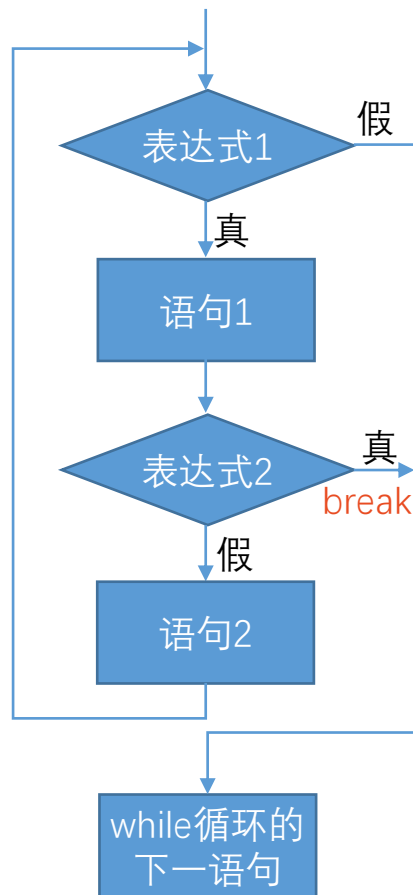 假
表达式1
真
语句1
真
表达式2
break
假
语句2
while循环的
下一语句